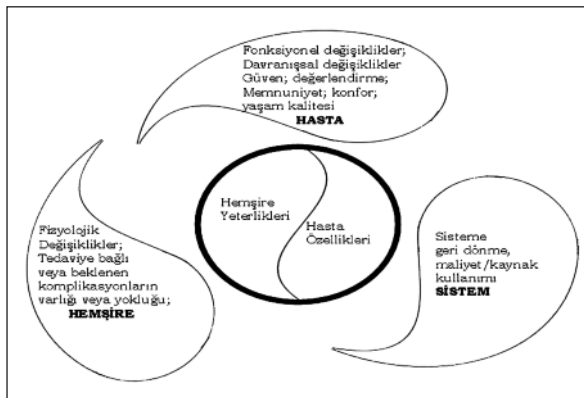 Fonksiyonel değişiklikler;
Davranışsal değişiklikler
Güven; değerlendirme;
Memnuniyet; konfor;
yaşam kalitesi
HASTA
Hemşire
Yeterlikleri
Hasta
Özellikleri
Fizyolojik
Değişiklikler;
Tedaviye bağlı
veya beklenen
komplikasyonların
varlığı veya yokluğu;
HEMŞİRE
Sisteme
geri dönme,
maliyet/kaynak
kullanımı
SİSTEM